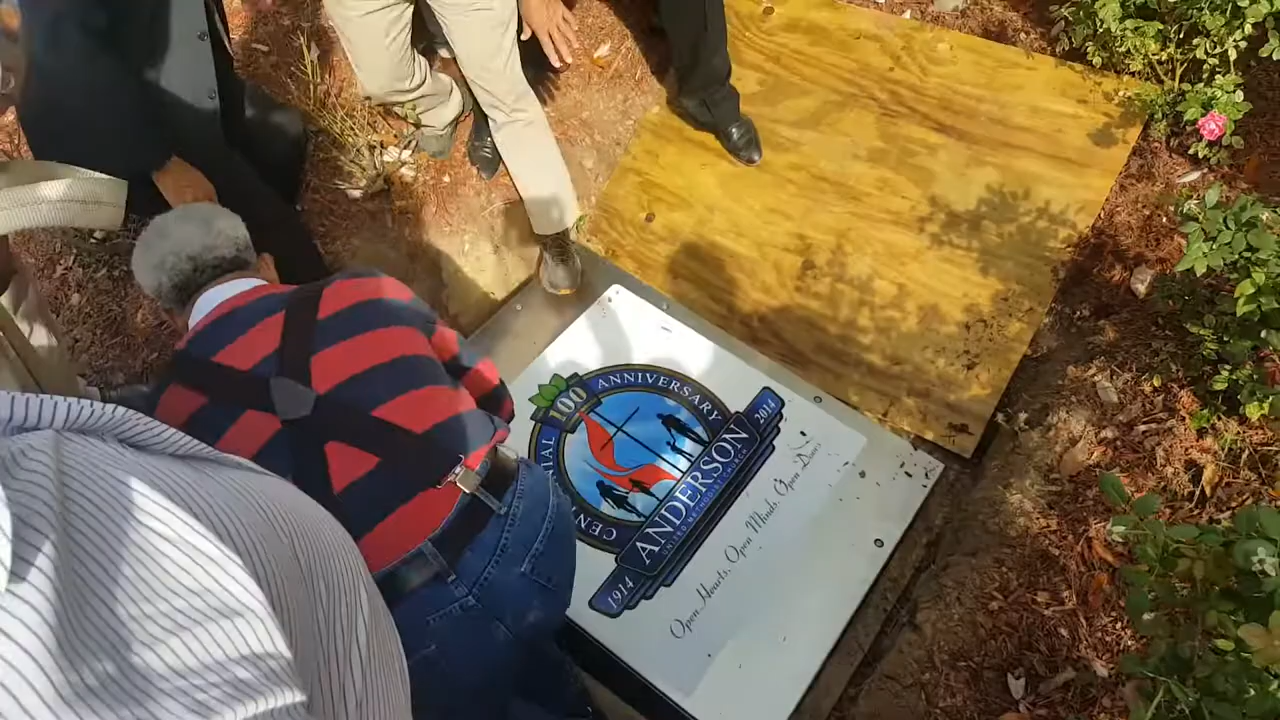 100
CENTENNIAL ANNIVERSARY
1914 ANDERSON 2014
UNITED METHODIST CHURCH
Open Hearts, Open Minds, Open Doors